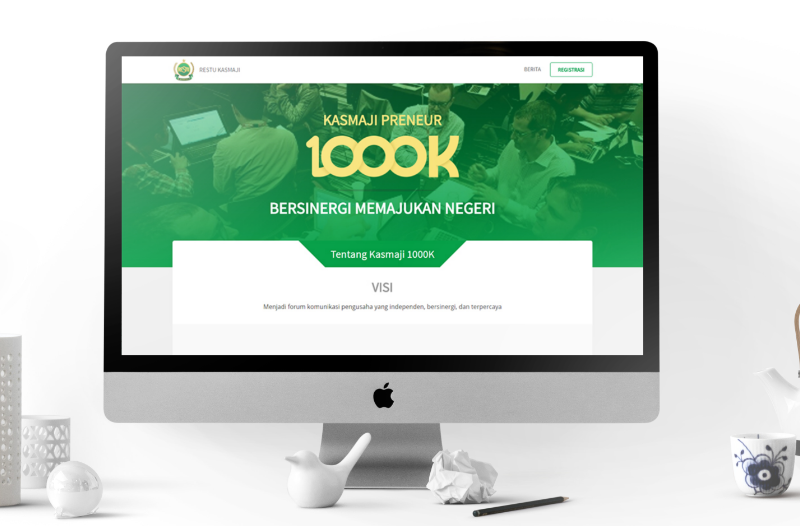 RESTU KASMAJI
BERITA
REGISTRASI
KASMAJI PRENEUR
1000K
BERSINERGI MEMAJUKAN NEGERI
Tentang Kasmaji 1000K
VISI
Menjadi forum komunikasi pengusaha yang independen, bersinergi, dan terpercaya